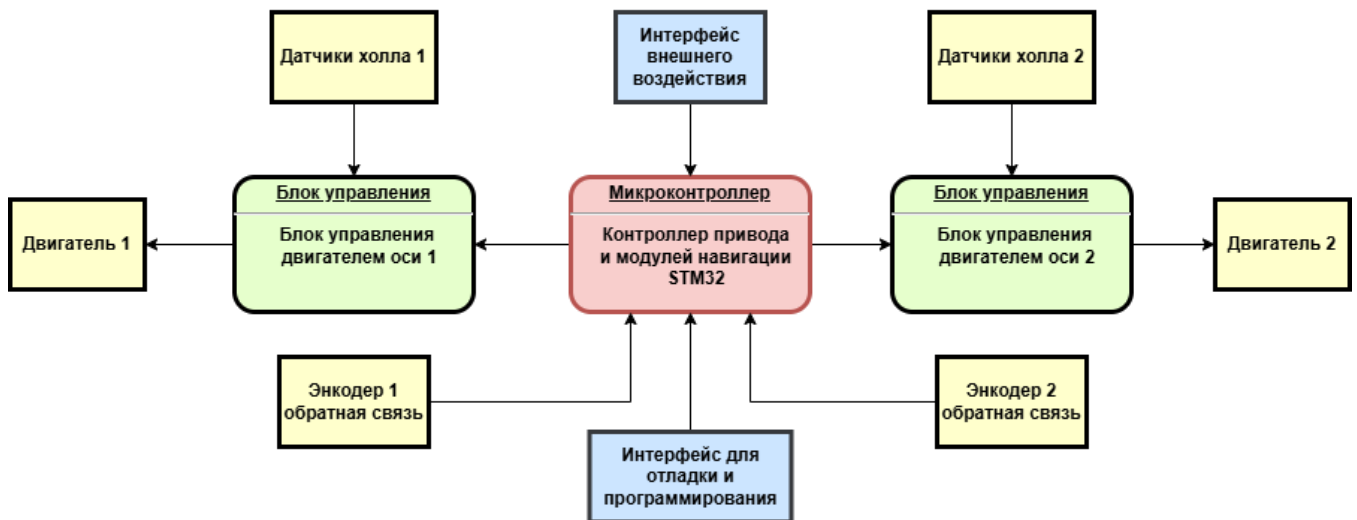 Датчики холла 1
Интерфейс
внешнего
воздействия
Датчики холла 2
Двигатель 1
Блок управления
Блок управления
двигателем оси 1
Микроконтроллер
Контроллер привода
и модулей навигации
STM32
Блок управления
Блок управления
двигателем оси 2
Двигатель 2
Энкодер 1
обратная связь
Интерфейс для
отладки и
программирования
Энкодер 2
обратная связь